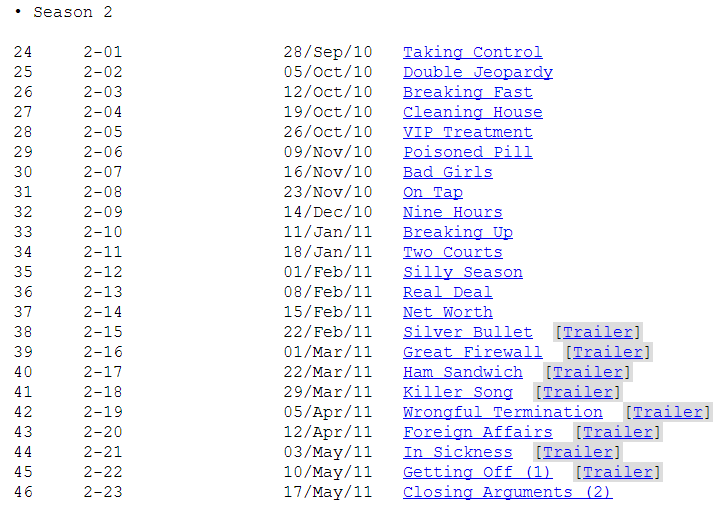 • Season 2
24 2-01 28/Sep/10 Taking Control
25 2-02 05/Oct/10 Double Jeopardy
26 2-03 12/Oct/10 Breaking Fast
27 2-04 19/Oct/10 Cleaning House
28 2-05 26/Oct/10 VIP Treatment
29 2-06 09/Nov/10 Poisoned Pill
30 2-07 16/Nov/10 Bad Girls
31 2-08 23/Nov/10 On Tap
32 2-09 14/Dec/10 Nine Hours
33 2-10 11/Jan/11 Breaking Up
34 2-11 18/Jan/11 Two Courts
35 2-12 01/Feb/11 Silly Season
36 2-13 08/Feb/11 Real Deal
37 2-14 15/Feb/11 Net Worth
38 2-15 22/Feb/11 Silver Bullet [Trailer]
39 2-16 01/Mar/11 Great Firewall [Trailer]
40 2-17 22/Mar/11 Ham Sandwich [Trailer]
41 2-18 29/Mar/11 Killer Song [Trailer]
42 2-19 05/Apr/11 Wrongful Termination [Trailer]
43 2-20 12/Apr/11 Foreign Affairs [Trailer]
44 2-21 03/May/11 In Sickness [Trailer]
45 2-22 10/May/11 Getting Off (1) [Trailer]
46 2-23 17/May/11 Closing Arguments (2)